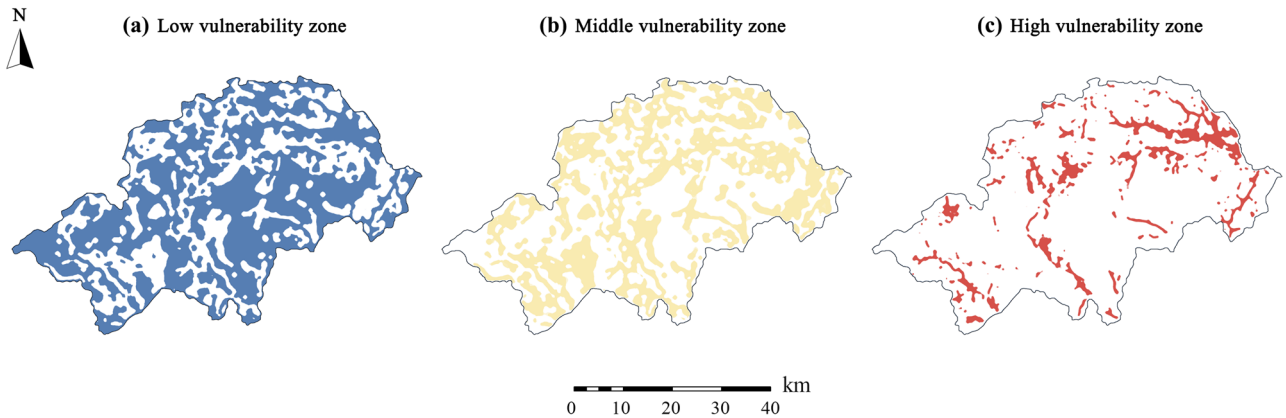 (a) Low vulnerability zone
(b) Middle vulnerability zone
(c) High vulnerability zone
N
km
0 10 20 30 40